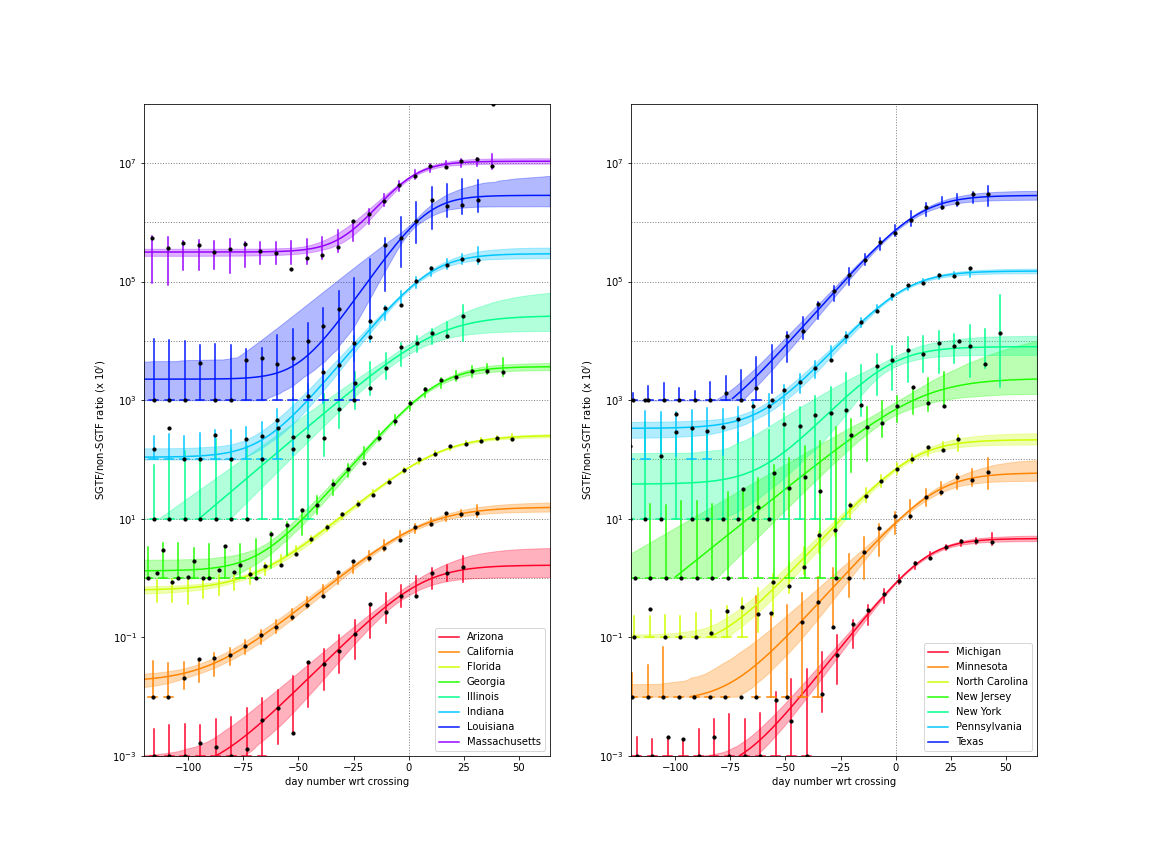 10⁷
10⁵
10³
10¹
10⁻¹
10⁻³
SGTF/non-SGTF ratio (x 10ⁱ)
−100
−75
−50
−25
0
25
50
day number wrt crossing
Arizona
California
Florida
Georgia
Illinois
Indiana
Louisiana
Massachusetts
10⁷
10⁵
10³
10¹
10⁻¹
10⁻³
SGTF/non-SGTF ratio (x 10ⁱ)
−100
−75
−50
−25
0
25
50
day number wrt crossing
Michigan
Minnesota
North Carolina
New Jersey
New York
Pennsylvania
Texas